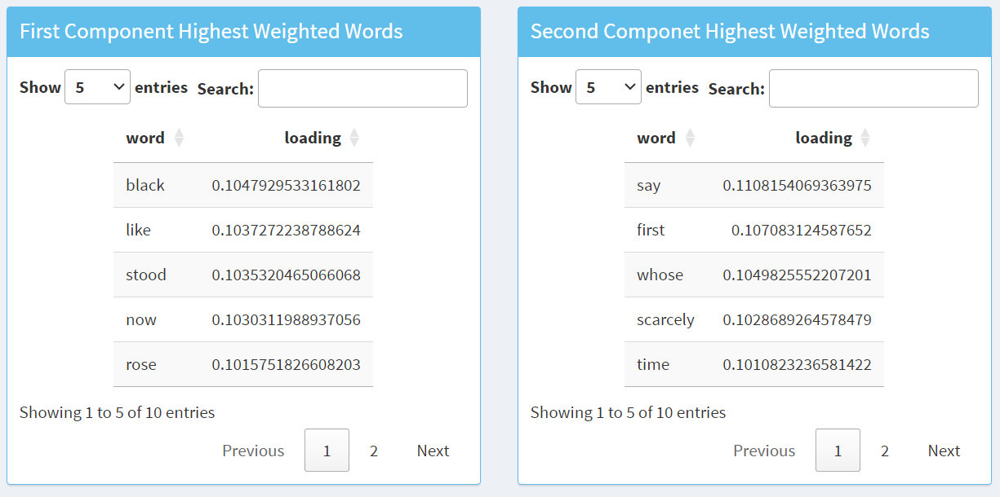 First Component Highest Weighted Words
Show 5 entries Search:
word loading
black 0.1047929533161802
like 0.1037272238788624
stood 0.1035320465066068
now 0.1030311988937056
rose 0.1015751826608203
Showing 1 to 5 of 10 entries
Previous 1 2 Next
Second Componet Highest Weighted Words
Show 5 entries Search:
word loading
say 0.1108154069363975
first 0.107083124587652
whose 0.1049825552207201
scarcely 0.1028689264578479
time 0.1010823236581422
Showing 1 to 5 of 10 entries
Previous 1 2 Next